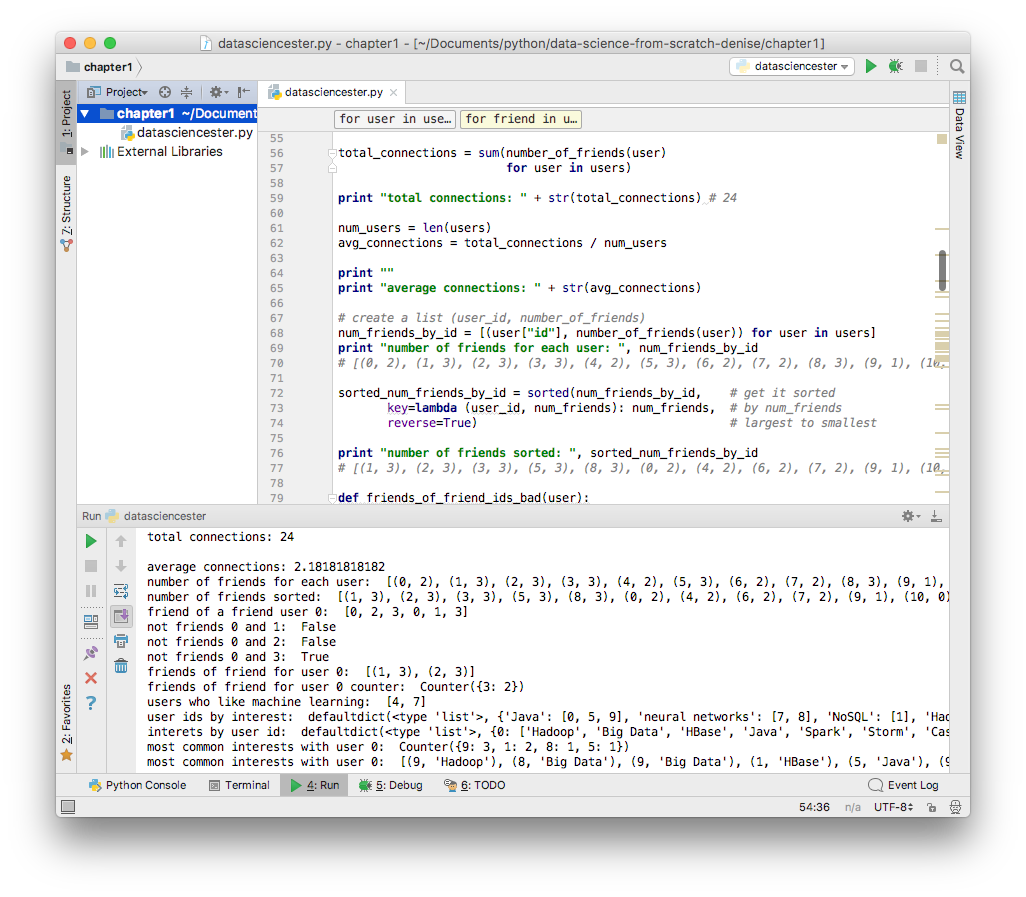 datasciencester.py - chapter1 - [~/Documents/python/data-science-from-scratch-denise/chapter1]
chapter1
datasciencester
1: Project
Z: Structure
2: Favorites
Project
chapter1 ~/Document
datasciencester.py
External Libraries
datasciencester.py
Data View
for user in use…
for friend in u…
55
56 total_connections = sum(number_of_friends(user)
57 for user in users)
58
59 print "total connections: " + str(total_connections) # 24
60
61 num_users = len(users)
62 avg_connections = total_connections / num_users
63
64 print ""
65 print "average connections: " + str(avg_connections)
66
67 # create a list (user_id, number_of_friends)
68 num_friends_by_id = [(user["id"], number_of_friends(user)) for user in users]
69 print "number of friends for each user: ", num_friends_by_id
70 # [(0, 2), (1, 3), (2, 3), (3, 3), (4, 2), (5, 3), (6, 2), (7, 2), (8, 3), (9, 1), (10,
71
72 sorted_num_friends_by_id = sorted(num_friends_by_id, # get it sorted
73 key=lambda (user_id, num_friends): num_friends, # by num_friends
74 reverse=True) # largest to smallest
75
76 print "number of friends sorted: ", sorted_num_friends_by_id
77 # [(1, 3), (2, 3), (3, 3), (5, 3), (8, 3), (0, 2), (4, 2), (6, 2), (7, 2), (9, 1), (10,
78
79 def friends_of_friend_ids_bad(user):
Run datasciencester
total connections: 24
average connections: 2.18181818182
number of friends for each user:  [(0, 2), (1, 3), (2, 3), (3, 3), (4, 2), (5, 3), (6, 2), (7, 2), (8, 3), (9, 1),
number of friends sorted:  [(1, 3), (2, 3), (3, 3), (5, 3), (8, 3), (0, 2), (4, 2), (6, 2), (7, 2), (9, 1), (10, 0)
friend of a friend user 0:  [0, 2, 3, 0, 1, 3]
not friends 0 and 1:  False
not friends 0 and 2:  False
not friends 0 and 3:  True
friends of friend for user 0:  [(1, 3), (2, 3)]
friends of friend for user 0 counter:  Counter({3: 2})
users who like machine learning:  [4, 7]
user ids by interest:  defaultdict(<type 'list'>, {'Java': [0, 5, 9], 'neural networks': [7, 8], 'NoSQL': [1], 'Had
interets by user id:  defaultdict(<type 'list'>, {0: ['Hadoop', 'Big Data', 'HBase', 'Java', 'Spark', 'Storm', 'Cas
most common interests with user 0:  Counter({9: 3, 1: 2, 8: 1, 5: 1})
most common interests with user 0:  [(9, 'Hadoop'), (8, 'Big Data'), (9, 'Big Data'), (1, 'HBase'), (5, 'Java'), (9
Python Console
Terminal
4: Run
5: Debug
6: TODO
Event Log
54:36
n/a
UTF-8